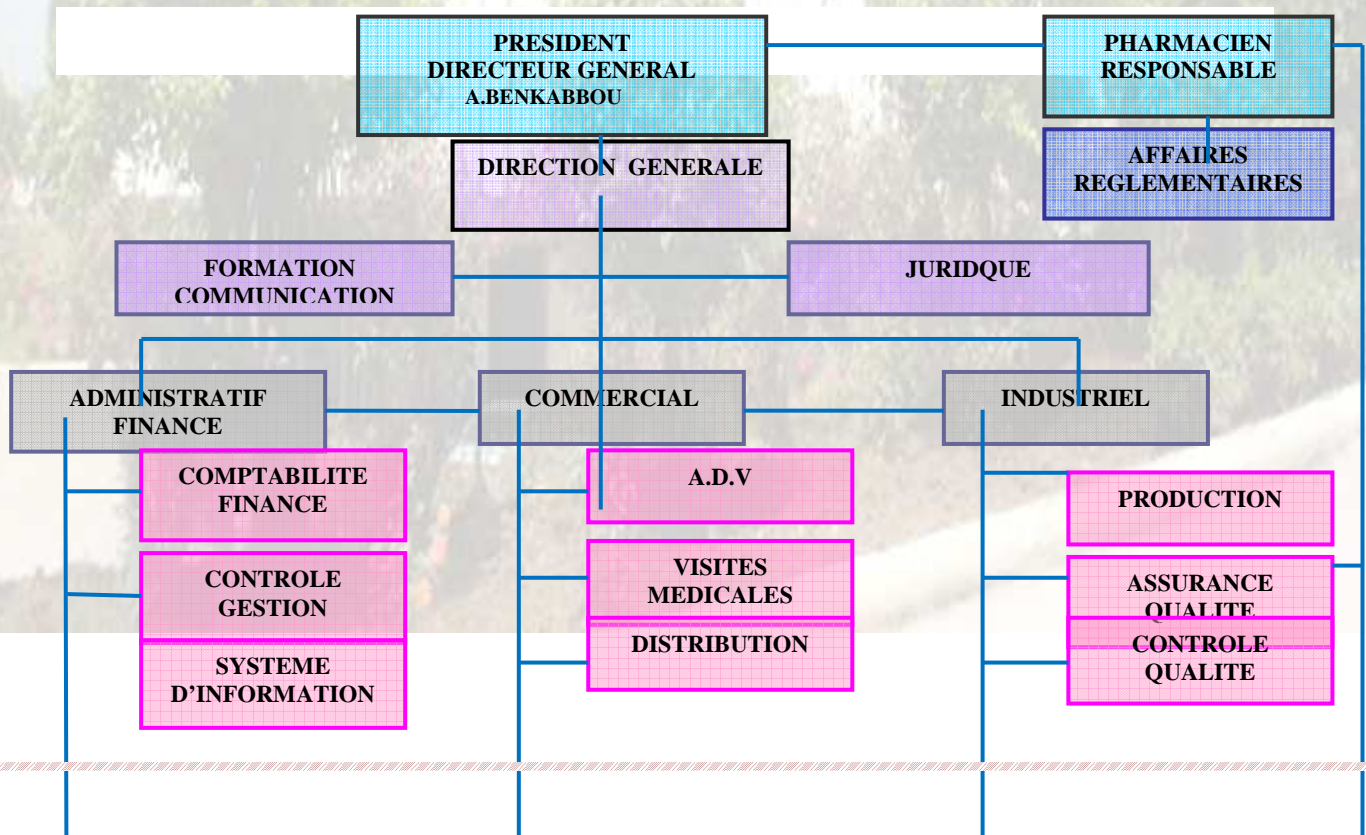 PRESIDENT
DIRECTEUR GENERAL
A.BENKABBOU
PHARMACIEN
RESPONSABLE
DIRECTION GENERALE
AFFAIRES
REGLEMENTAIRES
FORMATION
COMMUNICATION
JURIDQUE
ADMINISTRATIF
FINANCE
COMMERCIAL
INDUSTRIEL
COMPTABILITE
FINANCE
A.D.V
PRODUCTION
CONTROLE
GESTION
VISITES
MEDICALES
ASSURANCE
QUALITE
SYSTEME
D'INFORMATION
DISTRIBUTION
CONTROLE
QUALITE